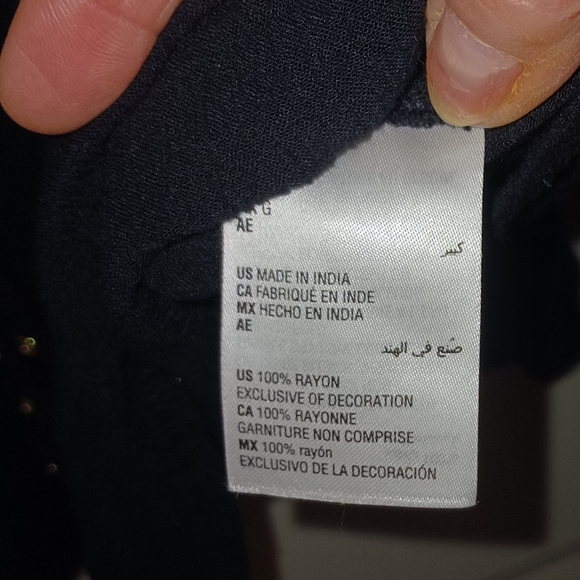 G
AE
كبير
US MADE IN INDIA
CA FABRIQUÉ EN INDE
MX HECHO EN INDIA
AE
صُنع في الهند
US 100% RAYON
EXCLUSIVE OF DECORATION
CA 100% RAYONNE
GARNITURE NON COMPRISE
MX 100% rayón
EXCLUSIVO DE LA DECORACIÓN